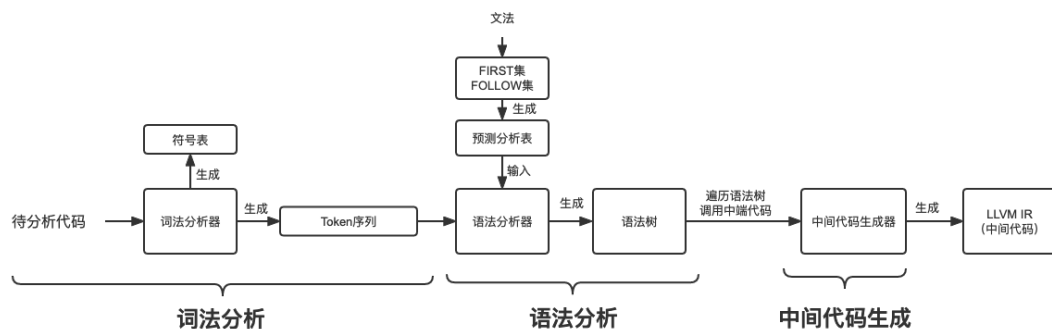 文法
FIRST集
FOLLOW集
生成
预测分析表
输入
符号表
生成
待分析代码
词法分析器
生成
Token序列
语法分析器
生成
语法树
遍历语法树
调用中端代码
中间代码生成器
生成
LLVM IR
(中间代码)
词法分析
语法分析
中间代码生成